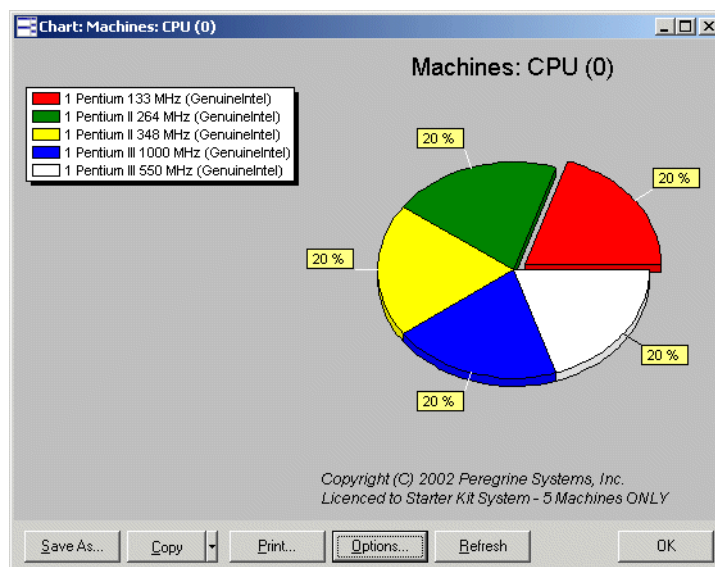 Chart: Machines: CPU (0)
Machines: CPU (0)
1 Pentium 133 MHz (GenuineIntel)
1 Pentium II 264 MHz (GenuineIntel)
1 Pentium II 348 MHz (GenuineIntel)
1 Pentium III 1000 MHz (GenuineIntel)
1 Pentium III 550 MHz (GenuineIntel)
20 %
20 %
20 %
20 %
20 %
Copyright (C) 2002 Peregrine Systems, Inc.
Licenced to Starter Kit System - 5 Machines ONLY
Save As... Copy Print... Options... Refresh OK